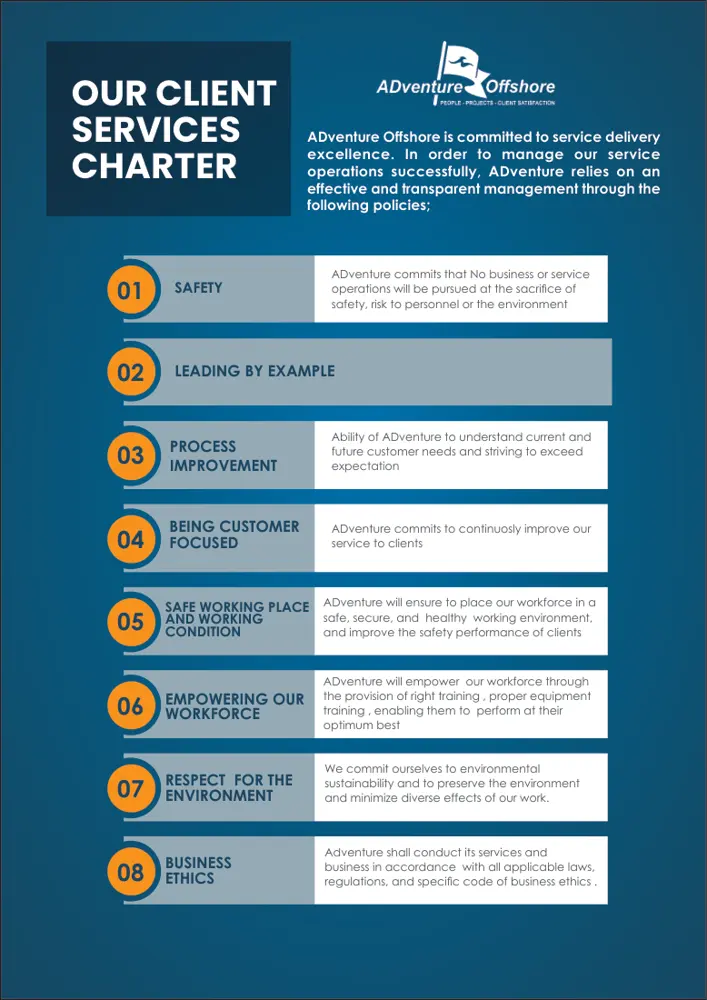 OUR CLIENT
SERVICES
CHARTER
ADventure Offshore
PEOPLE - PROJECTS - CLIENT SATISFACTION
ADventure Offshore is committed to service delivery
excellence. In order to manage our service
operations successfully, ADventure relies on an
effective and transparent management through the
following policies;
01
SAFETY
ADventure commits that No business or service
operations will be pursued at the sacrifice of
safety, risk to personnel or the environment
02
LEADING BY EXAMPLE
03
PROCESS
IMPROVEMENT
Ability of ADventure to understand current and
future customer needs and striving to exceed
expectation
04
BEING CUSTOMER
FOCUSED
ADventure commits to continuosly improve our
service to clients
05
SAFE WORKING PLACE
AND WORKING
CONDITION
ADventure will ensure to place our workforce in a
safe, secure, and healthy working environment,
and improve the safety performance of clients
06
EMPOWERING OUR
WORKFORCE
ADventure will empower our workforce through
the provision of right training , proper equipment
training , enabling them to perform at their
optimum best
07
RESPECT FOR THE
ENVIRONMENT
We commit ourselves to environmental
sustainability and to preserve the environment
and minimize diverse effects of our work.
08
BUSINESS
ETHICS
Adventure shall conduct its services and
business in accordance with all applicable laws,
regulations, and specific code of business ethics .